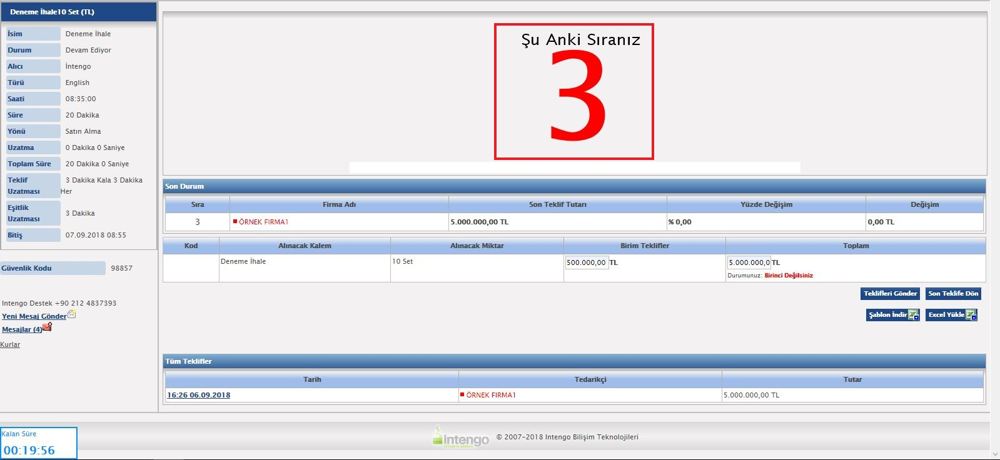 Deneme İhale10 Set (TL)
İsim Deneme İhale
Durum Devam Ediyor
Alıcı İntengo
Türü English
Saati 08:35:00
Süre 20 Dakika
Yönü Satın Alma
Uzatma 0 Dakika 0 Saniye
Toplam Süre 20 Dakika 0 Saniye
Teklif 3 Dakika Kala 3 Dakika
Uzatması Her
Eşitlik
Uzatması 3 Dakika
Bitiş 07.09.2018 08:55
Güvenlik Kodu 98857
Intengo Destek +90 212 4837393
Yeni Mesaj Gönder
Mesajlar (4)
Kurlar
Şu Anki Sıranız
3
Son Durum
Sıra Firma Adı Son Teklif Tutarı Yüzde Değişim Değişim
3 ÖRNEK FIRMA1 5.000.000,00 TL % 0,00 0,00 TL
Kod Alınacak Kalem Alınacak Miktar Birim Teklifler Toplam
Deneme İhale 10 Set 500.000,00 TL 5.000.000,0 TL
Durumunuz: Birinci Değilsiniz
Teklifleri Gönder Son Teklife Dön
Şablon İndir Excel Yükle
Tüm Teklifler
Tarih Tedarikçi Tutar
16:26 06.09.2018 ÖRNEK FIRMA1 5.000.000,00 TL
Kalan Süre
00:19:56
intengo © 2007-2018 Intengo Bilişim Teknolojileri